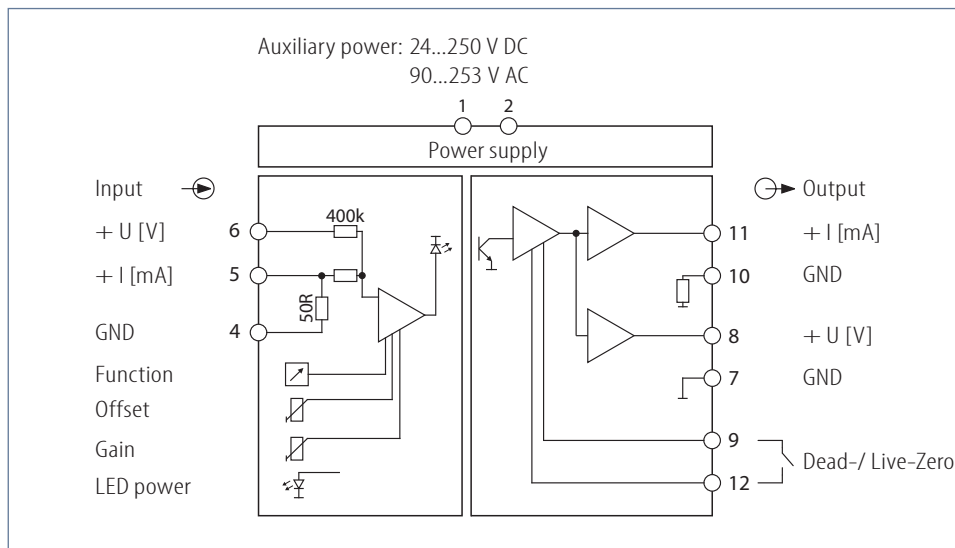 Auxiliary power: 24...250 V DC
90...253 V AC
1 2
Power supply
Input
Output
+ U [V] 6
400k
11 + I [mA]
+ I [mA] 5
10 GND
50R
GND 4
8 + U [V]
Function
7 GND
Offset
Gain
9
Dead-/ Live-Zero
LED power
12